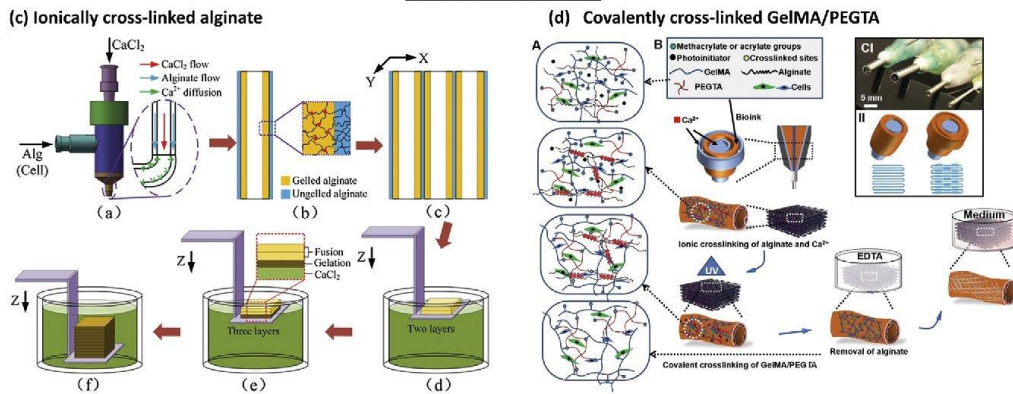 (c) Ionically cross-linked alginate
CaCl2
CaCl2 flow
Alginate flow
Ca2+ diffusion
Alg
(Cell)
(a)
(b)
Gelled alginate
Ungelled alginate
X
Y
(c)
Z
Two layers
(d)
Fusion
Gelation
CaCl2
Z
Three layers
(e)
Z
(f)
(d) Covalently cross-linked GelMA/PEGTA
A
B
Methacrylate or acrylate groups
Photoinitiator
Crosslinked sites
GelMA
Alginate
PEGTA
Cells
Bioink
Ca2+
CI
5 mm
II
Ionic crosslinking of alginate and Ca2+
UV
Covalent crosslinking of GelMA/PEGTA
EDTA
Removal of alginate
Medium